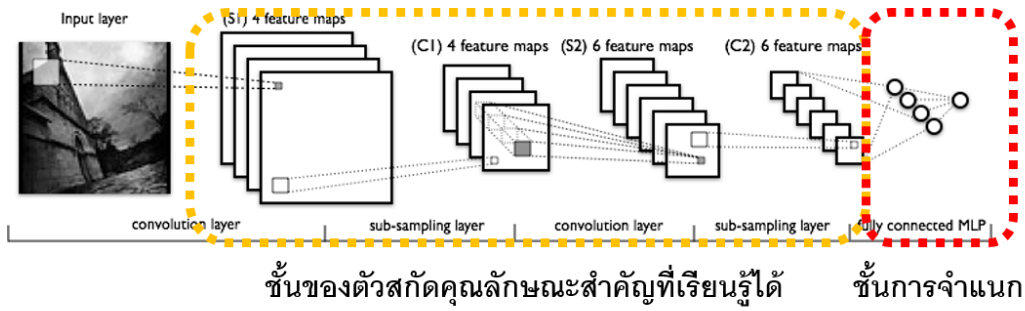 Input layer
(S1) 4 feature maps
(C1) 4 feature maps
(S2) 6 feature maps
(C2) 6 feature maps
convolution layer
sub-sampling layer
convolution layer
sub-sampling layer
fully connected MLP
ชั้นของตัวสกัดคุณลักษณะสำคัญที่เรียนรู้ได้
ชั้นการจำแนก